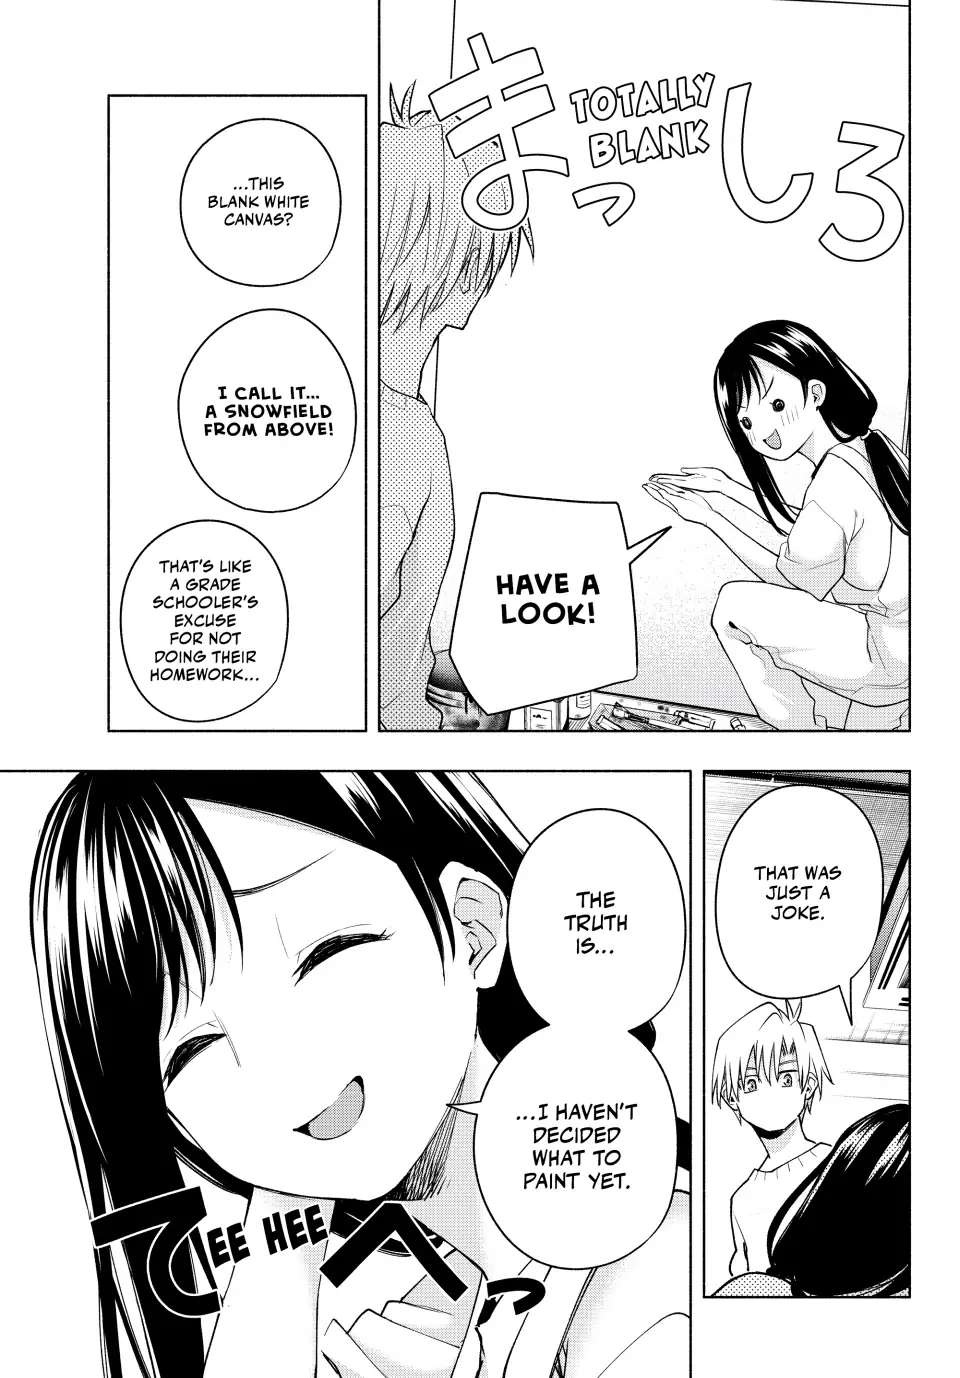 まっしろ
TOTALLY
BLANK
HAVE A
LOOK!
...THIS
BLANK WHITE
CANVAS?
I CALL IT...
A SNOWFIELD
FROM ABOVE!
THAT'S LIKE
A GRADE
SCHOOLER'S
EXCUSE
FOR NOT
DOING THEIR
HOMEWORK...
THAT WAS
JUST A
JOKE.
THE
TRUTH
IS...
...I HAVEN'T
DECIDED
WHAT TO
PAINT YET.
てへっ
TEE HEE